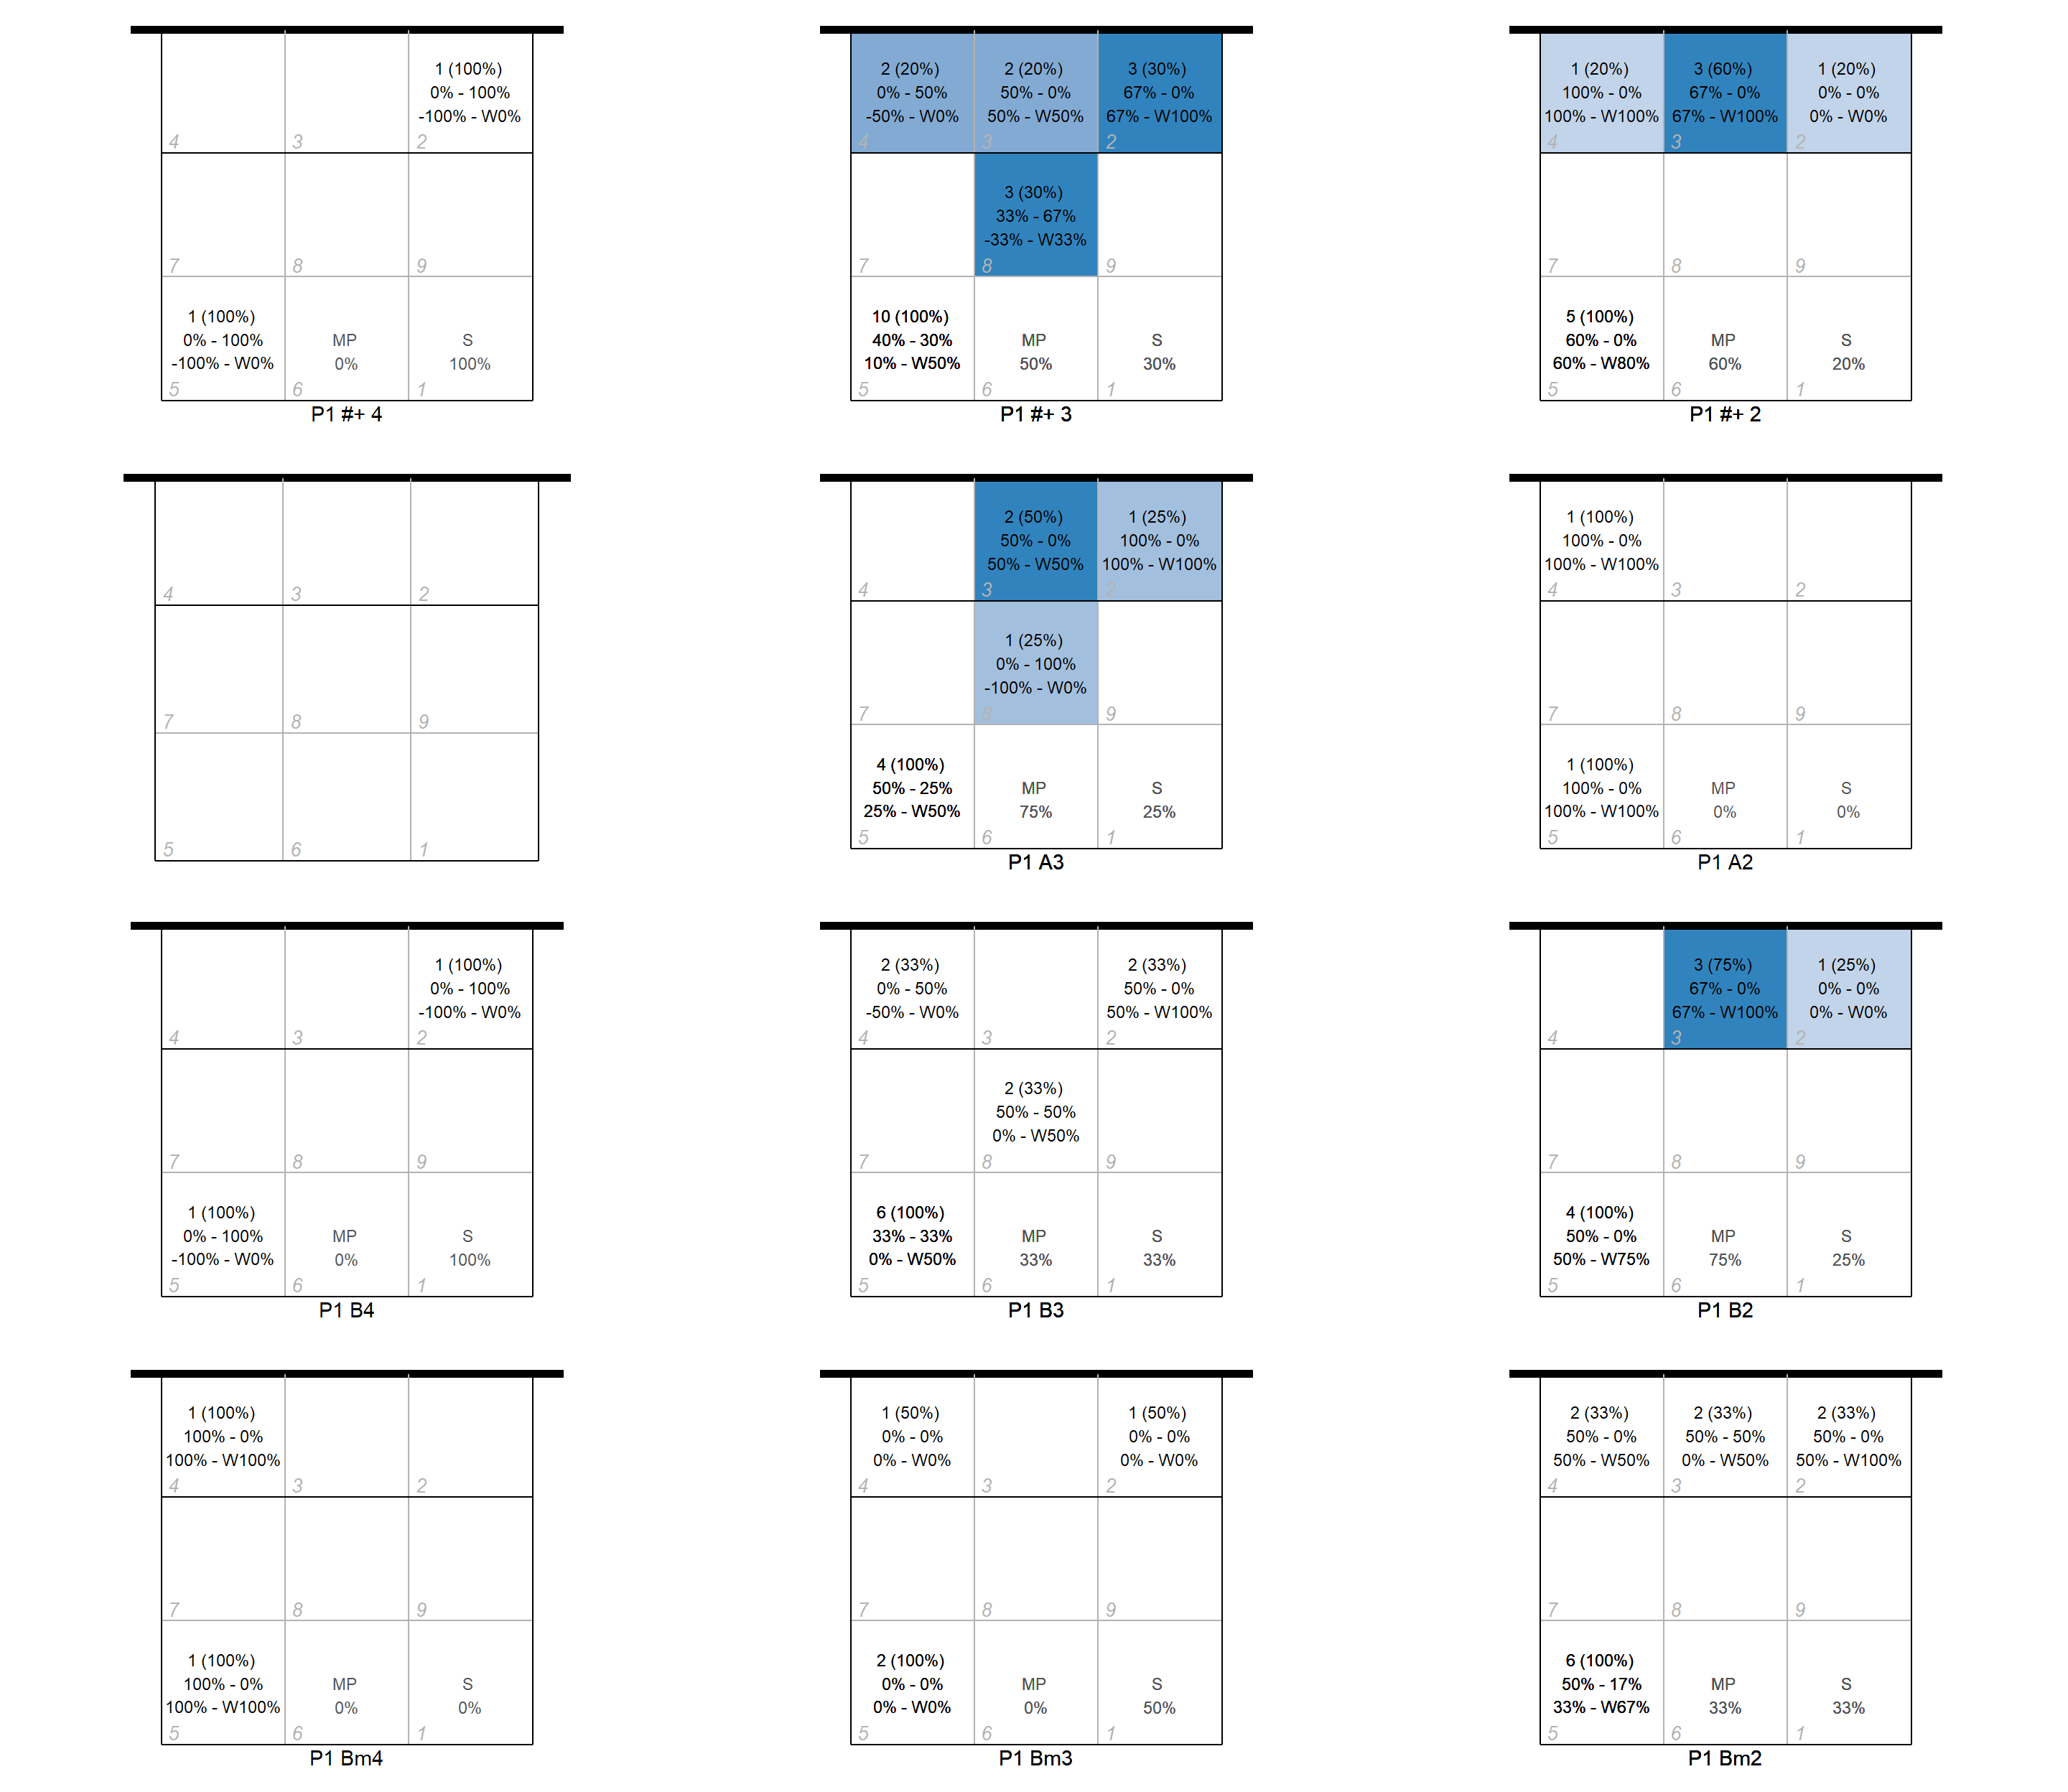 1 (100%)
0% - 100%
-100% - W0%
4
3
2
7
8
9
1 (100%)
0% - 100%
-100% - W0%
MP
0%
S
100%
5
6
1
P1 #+ 4
2 (20%)
0% - 50%
-50% - W0%
2 (20%)
50% - 0%
50% - W50%
3 (30%)
67% - 0%
67% - W100%
4
3
2
3 (30%)
33% - 67%
-33% - W33%
7
8
9
10 (100%)
40% - 30%
10% - W50%
MP
50%
S
30%
5
6
1
P1 #+ 3
1 (20%)
100% - 0%
100% - W100%
3 (60%)
67% - 0%
67% - W100%
1 (20%)
0% - 0%
0% - W0%
4
3
2
7
8
9
5 (100%)
60% - 0%
60% - W80%
MP
60%
S
20%
5
6
1
P1 #+ 2
4
3
2
7
8
9
5
6
1
2 (50%)
50% - 0%
50% - W50%
1 (25%)
100% - 0%
100% - W100%
4
3
2
1 (25%)
0% - 100%
-100% - W0%
7
8
9
4 (100%)
50% - 25%
25% - W50%
MP
75%
S
25%
5
6
1
P1 A3
1 (100%)
100% - 0%
100% - W100%
4
3
2
7
8
9
1 (100%)
100% - 0%
100% - W100%
MP
0%
S
0%
5
6
1
P1 A2
1 (100%)
0% - 100%
-100% - W0%
4
3
2
7
8
9
1 (100%)
0% - 100%
-100% - W0%
MP
0%
S
100%
5
6
1
P1 B4
2 (33%)
0% - 50%
-50% - W0%
2 (33%)
50% - 0%
50% - W100%
4
3
2
2 (33%)
50% - 50%
0% - W50%
7
8
9
6 (100%)
33% - 33%
0% - W50%
MP
33%
S
33%
5
6
1
P1 B3
3 (75%)
67% - 0%
67% - W100%
1 (25%)
0% - 0%
0% - W0%
4
3
2
7
8
9
4 (100%)
50% - 0%
50% - W75%
MP
75%
S
25%
5
6
1
P1 B2
1 (100%)
100% - 0%
100% - W100%
4
3
2
7
8
9
1 (100%)
100% - 0%
100% - W100%
MP
0%
S
0%
5
6
1
P1 Bm4
1 (50%)
0% - 0%
0% - W0%
1 (50%)
0% - 0%
0% - W0%
4
3
2
7
8
9
2 (100%)
0% - 0%
0% - W0%
MP
0%
S
50%
5
6
1
P1 Bm3
2 (33%)
50% - 0%
50% - W50%
2 (33%)
50% - 50%
0% - W50%
2 (33%)
50% - 0%
50% - W100%
4
3
2
7
8
9
6 (100%)
50% - 17%
33% - W67%
MP
33%
S
33%
5
6
1
P1 Bm2